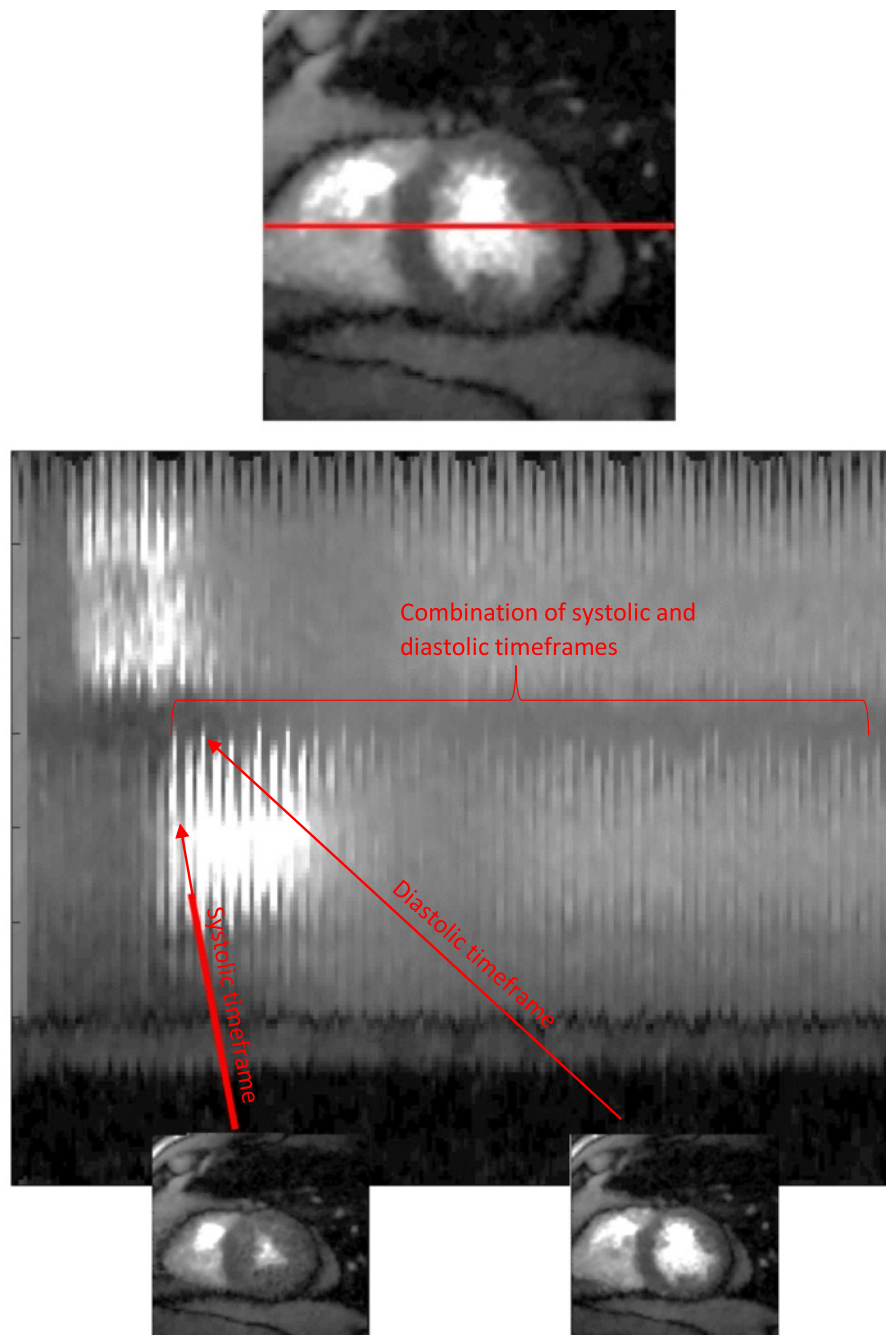 Combination of systolic and
diastolic timeframes
Systolic timeframe
Diastolic timeframe